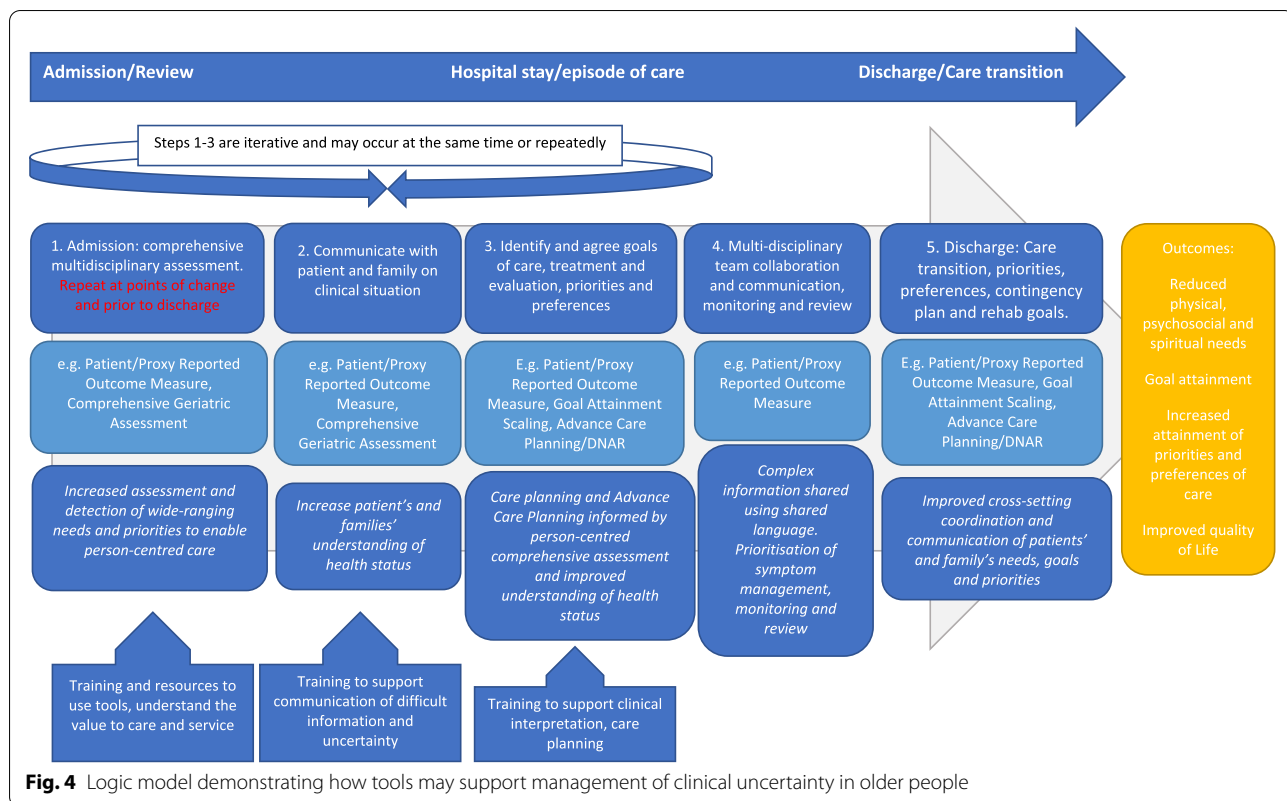 Admission/Review
Hospital stay/episode of care
Discharge/Care transition
Steps 1-3 are iterative and may occur at the same time or repeatedly
1. Admission: comprehensive
multidisciplinary assessment.
Repeat at points of change
and prior to discharge
2. Communicate with
patient and family on
clinical situation
3. Identify and agree goals
of care, treatment and
evaluation, priorities and
preferences
4. Multi-disciplinary
team collaboration
and communication,
monitoring and review
5. Discharge: Care
transition, priorities,
preferences, contingency
plan and rehab goals.
e.g. Patient/Proxy Reported
Outcome Measure,
Comprehensive Geriatric
Assessment
e.g. Patient/Proxy
Reported Outcome
Measure,
Comprehensive
Geriatric Assessment
E.g. Patient/Proxy
Reported Outcome
Measure, Goal Attainment
Scaling, Advance Care
Planning/DNAR
e.g. Patient/Proxy
Reported Outcome
Measure
E.g. Patient/Proxy Reported
Outcome Measure, Goal
Attainment Scaling,
Advance Care
Planning/DNAR
Increased assessment and
detection of wide-ranging
needs and priorities to enable
person-centred care
Increase patient's and
families'
understanding of
health status
Care planning and Advance
Care Planning informed by
person-centred
comprehensive assessment
and improved
understanding of health
status
Complex
information shared
using shared
language.
Prioritisation of
symptom
management,
monitoring and
review
Improved cross-setting
coordination and
communication of patients'
and family's needs, goals
and priorities
Outcomes:
Reduced
physical,
psychosocial and
spiritual needs
Goal attainment
Increased
attainment of
priorities and
preferences of
care
Improved quality
of Life
Training and resources to
use tools, understand the
value to care and service
Training to support
communication of difficult
information and
uncertainty
Training to support clinical
interpretation, care
planning
Fig. 4 Logic model demonstrating how tools may support management of clinical uncertainty in older people